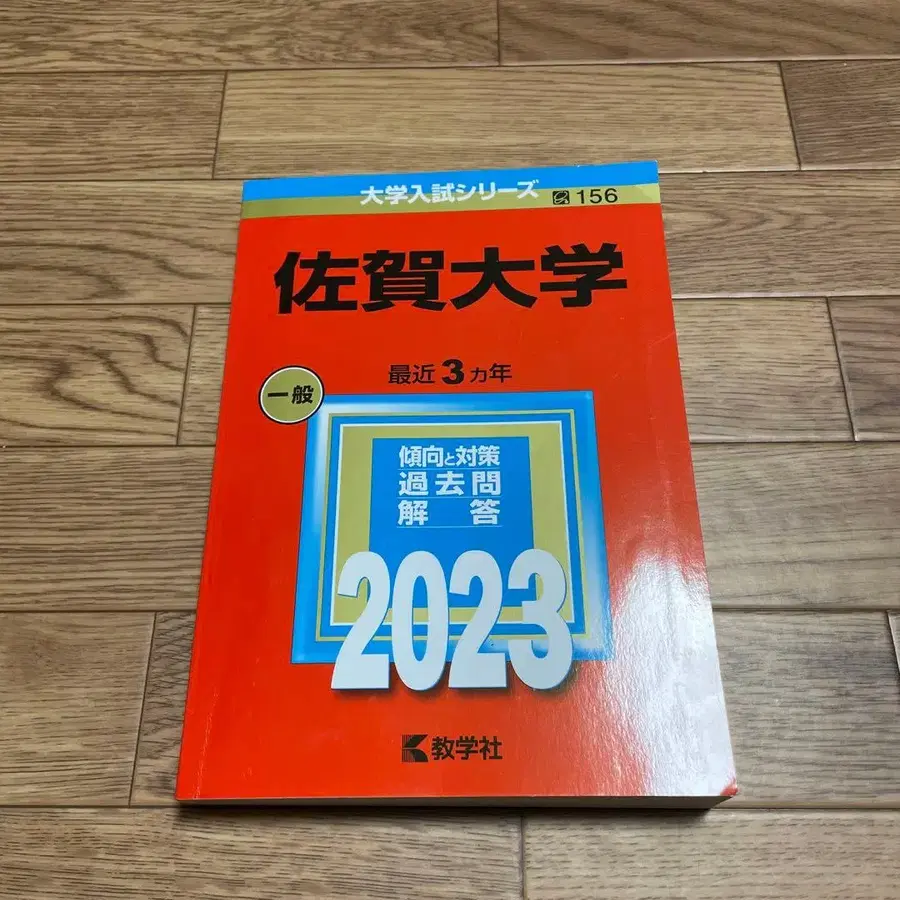 大学入試シリーズ 156
佐賀大学
最近3ヵ年
一般
傾向と対策
過去問
解答
2023
教学社